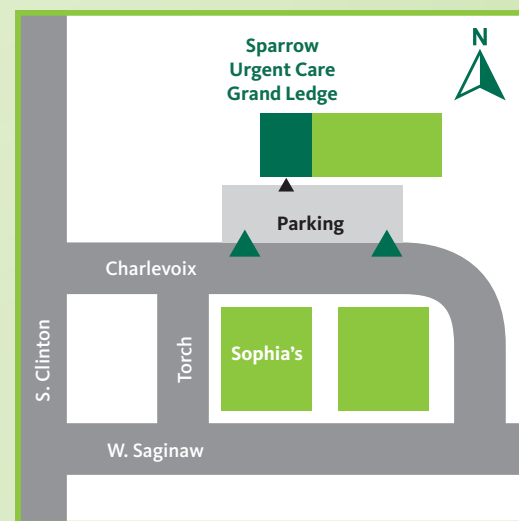 Sparrow
Urgent Care
Grand Ledge
N
Parking
Charlevoix
S. Clinton
Torch
Sophia's
W. Saginaw